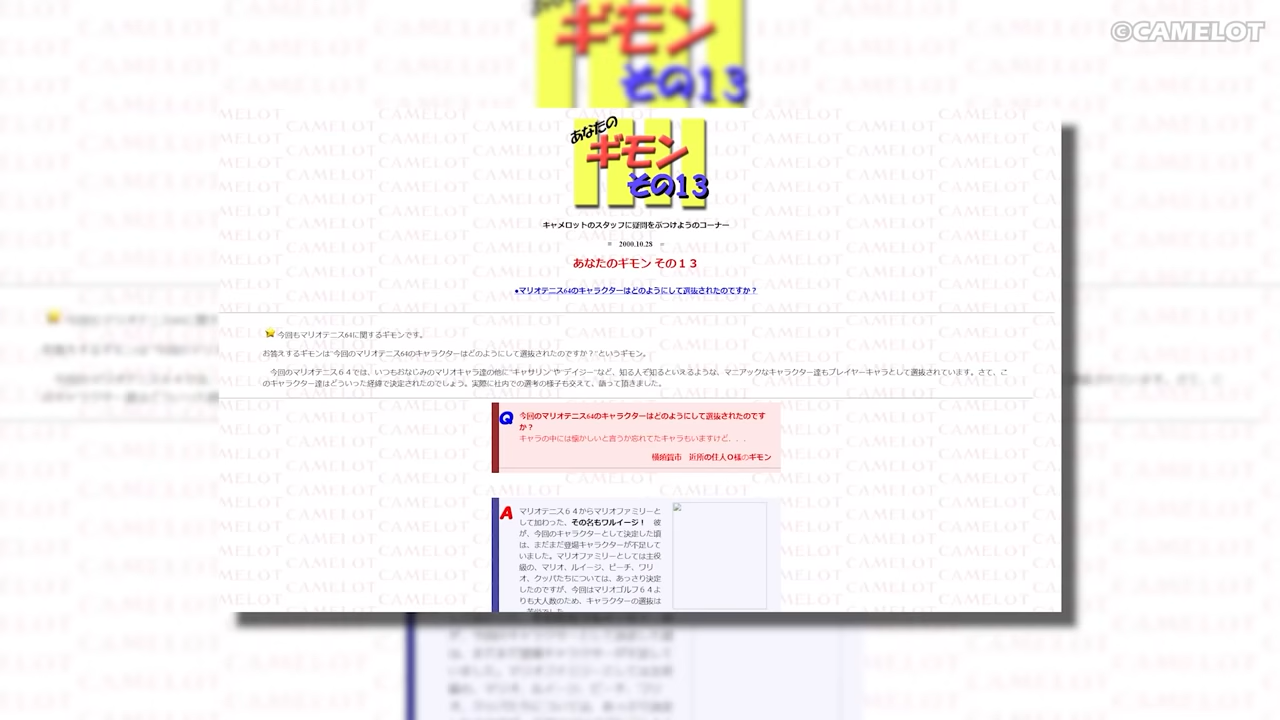 ©CAMELOT
あなたの
ギモン
その13
キャメロットのスタッフに疑問をぶつけようのコーナー
= 2000.10.28 =
あなたのギモン その１３
●マリオテニス64のキャラクターはどのようにして選抜されたのですか？
今回もマリオテニス64に関するギモンです。
お答えするギモンは"今回のマリオテニス64のキャラクターはどのようにして選抜されたのですか？"というギモン。
今回のマリオテニス６４では、いつもおなじみのマリオキャラ達の他に"キャサリン"や"デイジー"など、知る人ぞ知るといえるような、マニアックなキャラクター達もプレイヤーキャラとして選抜されています。さて、こ
のキャラクター達はどういった経緯で決定されたのでしょう。実際に社内での選考の様子も交えて、語って頂きました。
Q 今回のマリオテニス64のキャラクターはどのようにして選抜されたのです
か？
キャラの中には懐かしいと言うか忘れてたキャラもいますけど．．．
横須賀市 近所の住人Ｏ様のギモン
A マリオテニス６４からマリオファミリーと
して加わった、その名もワルイージ！ 彼
が、今回のキャラクターとして決定した頃
は、まだまだ登場キャラクターが不足して
いました。マリオファミリーとしては主役
級の、マリオ、ルイージ、ピーチ、ワリ
オ、クッパたちについては、あっさり決定
したのですが、今回はマリオゴルフ６４よ
りも大人数のため、キャラクターの選抜は